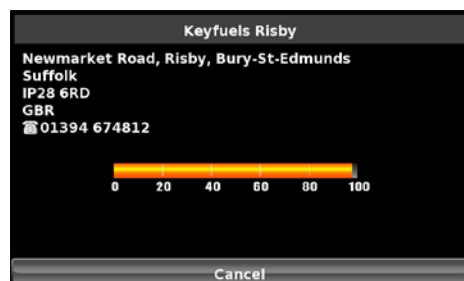 Keyfuels Risby
Newmarket Road, Risby, Bury-St-Edmunds
Suffolk
IP28 6RD
GBR
☎01394 674812
0 20 40 60 80 100
Cancel